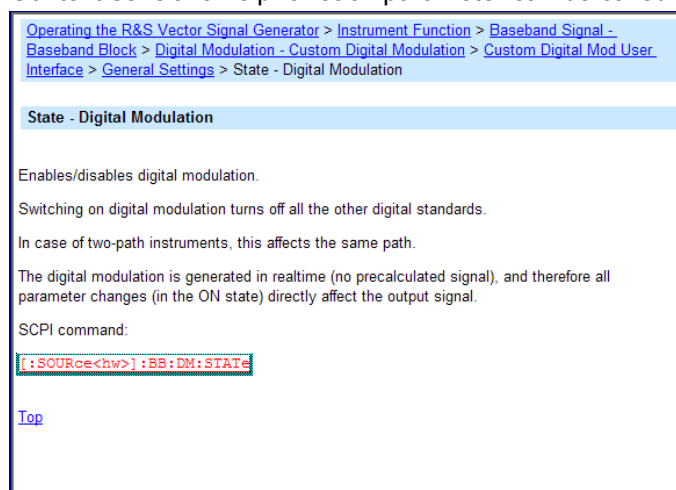 Operating the R&S Vector Signal Generator > Instrument Function > Baseband Signal -
Baseband Block > Digital Modulation - Custom Digital Modulation > Custom Digital Mod User
Interface > General Settings > State - Digital Modulation
State - Digital Modulation
Enables/disables digital modulation.
Switching on digital modulation turns off all the other digital standards.
In case of two-path instruments, this affects the same path.
The digital modulation is generated in realtime (no precalculated signal), and therefore all
parameter changes (in the ON state) directly affect the output signal.
SCPI command:
[:SOURce<hw>]:BB:DM:STATe
Top